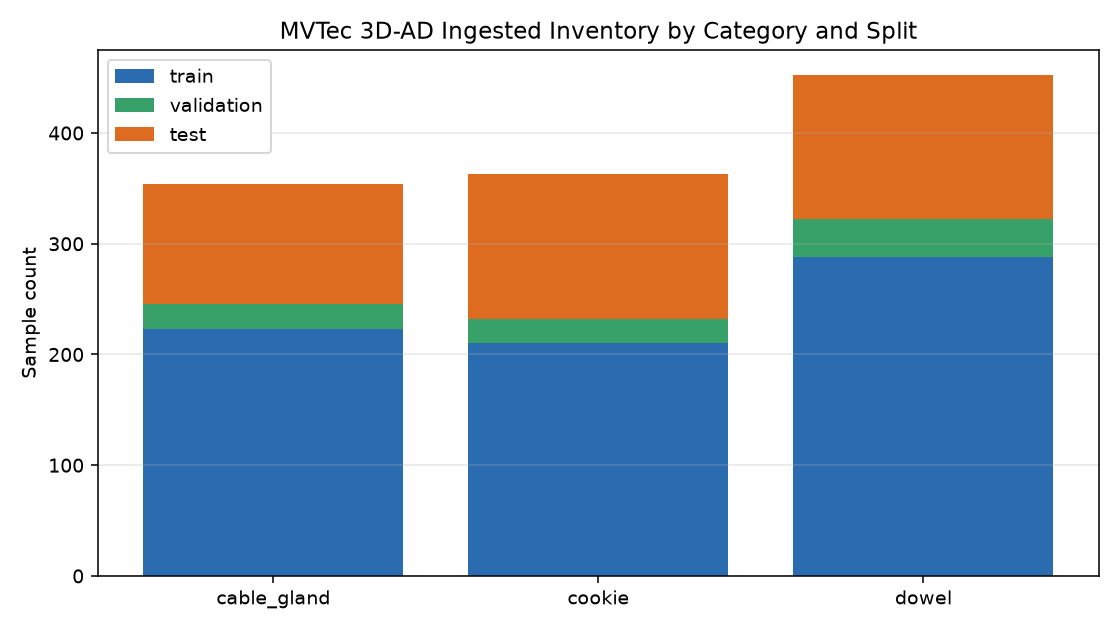 MVTec 3D-AD Ingested Inventory by Category and Split
train
validation
test
Sample count
400
300
200
100
0
cable_gland
cookie
dowel